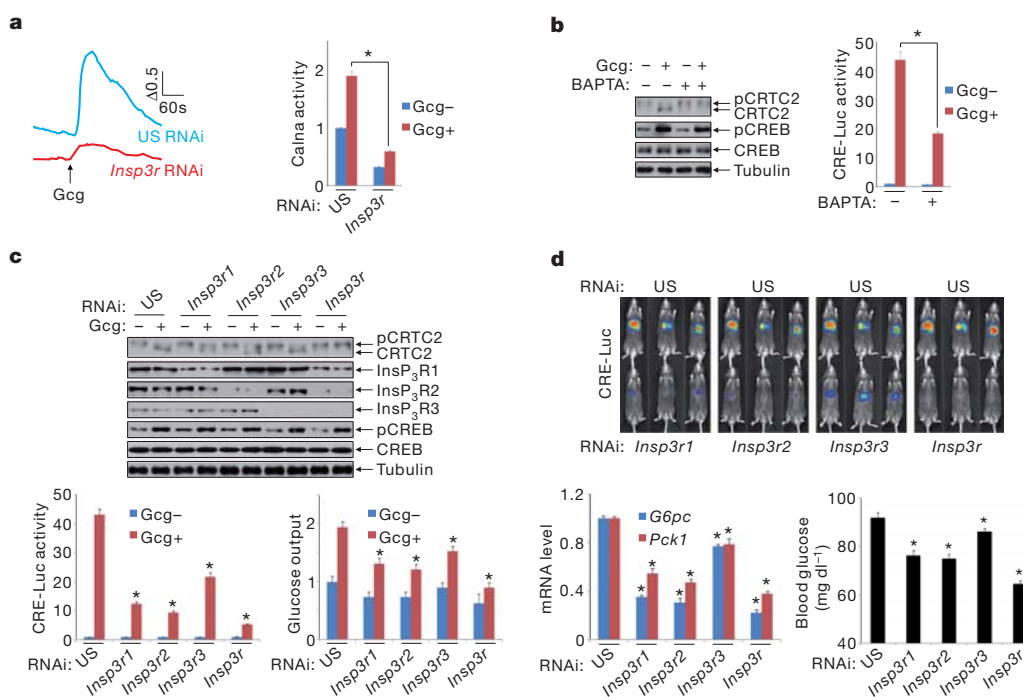 a
Δ0.5
60s
US RNAi
Insp3r RNAi
Gcg
Calna activity
2
1
0
*
Gcg–
Gcg+
RNAi: US Insp3r
b
Gcg: – + – +
BAPTA: – – + +
pCRTC2
CRTC2
pCREB
CREB
Tubulin
CRE-Luc activity
50
40
30
20
10
0
*
Gcg–
Gcg+
BAPTA: – +
c
RNAi: US Insp3r1 Insp3r2 Insp3r3 Insp3r
Gcg: – + – + – + – + – +
pCRTC2
CRTC2
InsP3R1
InsP3R2
InsP3R3
pCREB
CREB
Tubulin
CRE-Luc activity
50
40
30
20
10
0
Gcg–
Gcg+
* * * *
RNAi: US Insp3r1 Insp3r2 Insp3r3 Insp3r
Glucose output
3
2
1
0
Gcg–
Gcg+
* * * *
RNAi: US Insp3r1 Insp3r2 Insp3r3 Insp3r
d
RNAi: US US US US
CRE-Luc
RNAi: Insp3r1 Insp3r2 Insp3r3 Insp3r
mRNA level
1.2
0.8
0.4
0
G6pc
Pck1
* * * * * * * *
RNAi: US Insp3r1 Insp3r2 Insp3r3 Insp3r
Blood glucose
(mg dl–1)
100
80
60
40
* * * *
RNAi: US Insp3r1 Insp3r2 Insp3r3 Insp3r